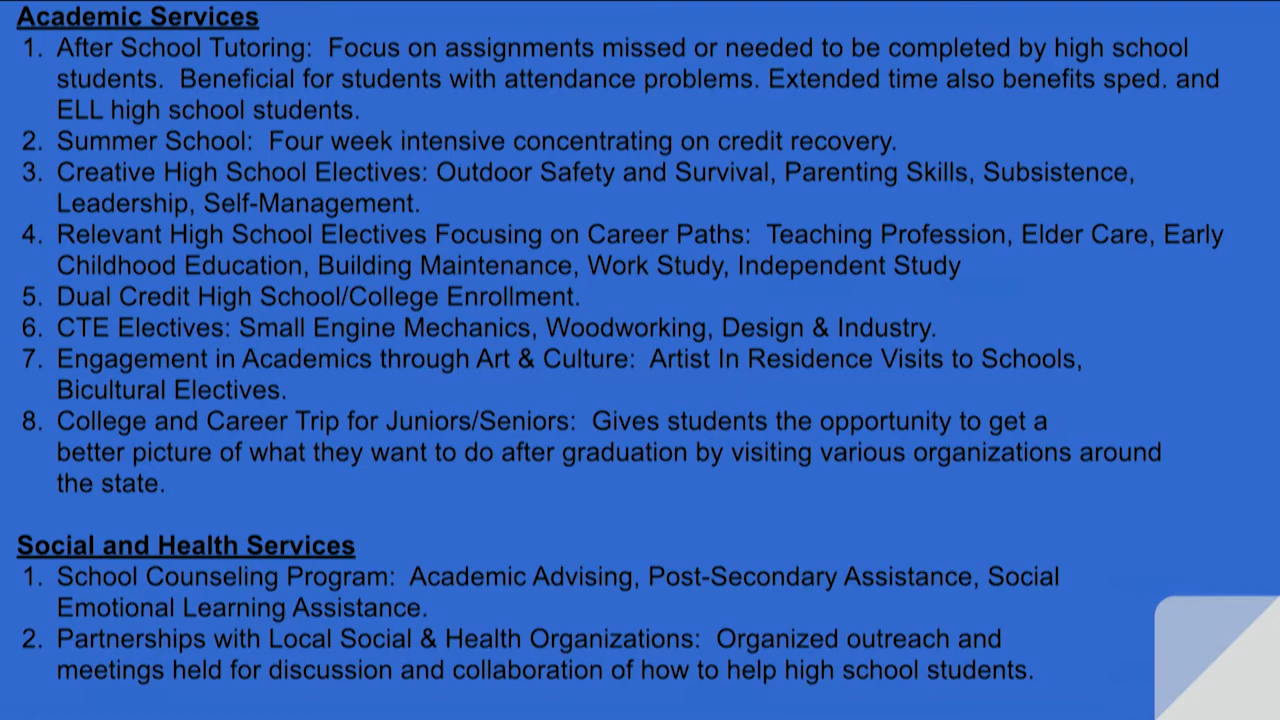 Academic Services
1. After School Tutoring:  Focus on assignments missed or needed to be completed by high school
students.  Beneficial for students with attendance problems. Extended time also benefits sped. and
ELL high school students.
2. Summer School:  Four week intensive concentrating on credit recovery.
3. Creative High School Electives: Outdoor Safety and Survival, Parenting Skills, Subsistence,
Leadership, Self-Management.
4. Relevant High School Electives Focusing on Career Paths:  Teaching Profession, Elder Care, Early
Childhood Education, Building Maintenance, Work Study, Independent Study
5. Dual Credit High School/College Enrollment.
6. CTE Electives: Small Engine Mechanics, Woodworking, Design & Industry.
7. Engagement in Academics through Art & Culture:  Artist In Residence Visits to Schools,
Bicultural Electives.
8. College and Career Trip for Juniors/Seniors:  Gives students the opportunity to get a
better picture of what they want to do after graduation by visiting various organizations around
the state.
Social and Health Services
1. School Counseling Program:  Academic Advising, Post-Secondary Assistance, Social
Emotional Learning Assistance.
2. Partnerships with Local Social & Health Organizations:  Organized outreach and
meetings held for discussion and collaboration of how to help high school students.